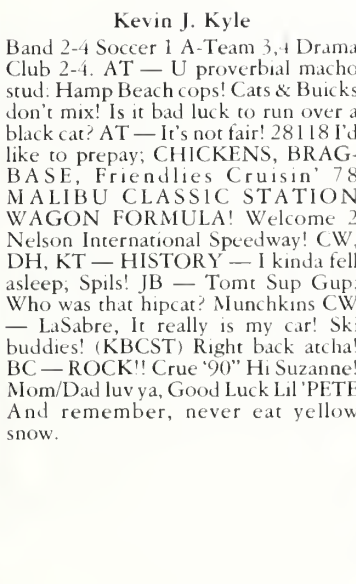 Kevin J. Kyle
Band 2-4 Soccer 1 A-Team 3,4 Drama
Club 2-4. AT — U proverbial macho
stud: Hamp Beach cops! Cats & Buicks
don't mix! Is it bad luck to run over a
black cat? AT — It's not fair! 28118 I'd
like to prepay; CHICKENS, BRAG-
BASE, Friendlies Cruisin' 78
MALIBU CLASSIC STATION
WAGON FORMULA! Welcome 2
Nelson International Speedway! CW,
DH, KT — HISTORY — I kinda fell
asleep; Spils! JB — Tomt Sup Gup;
Who was that hipcat? Munchkins CW
— LaSabre, It really is my car! Ski
buddies! (KBCST) Right back atcha!
BC — ROCK!! Crue '90" Hi Suzanne!
Mom/Dad luv ya, Good Luck Lil 'PETE
And remember, never eat yellow
snow.